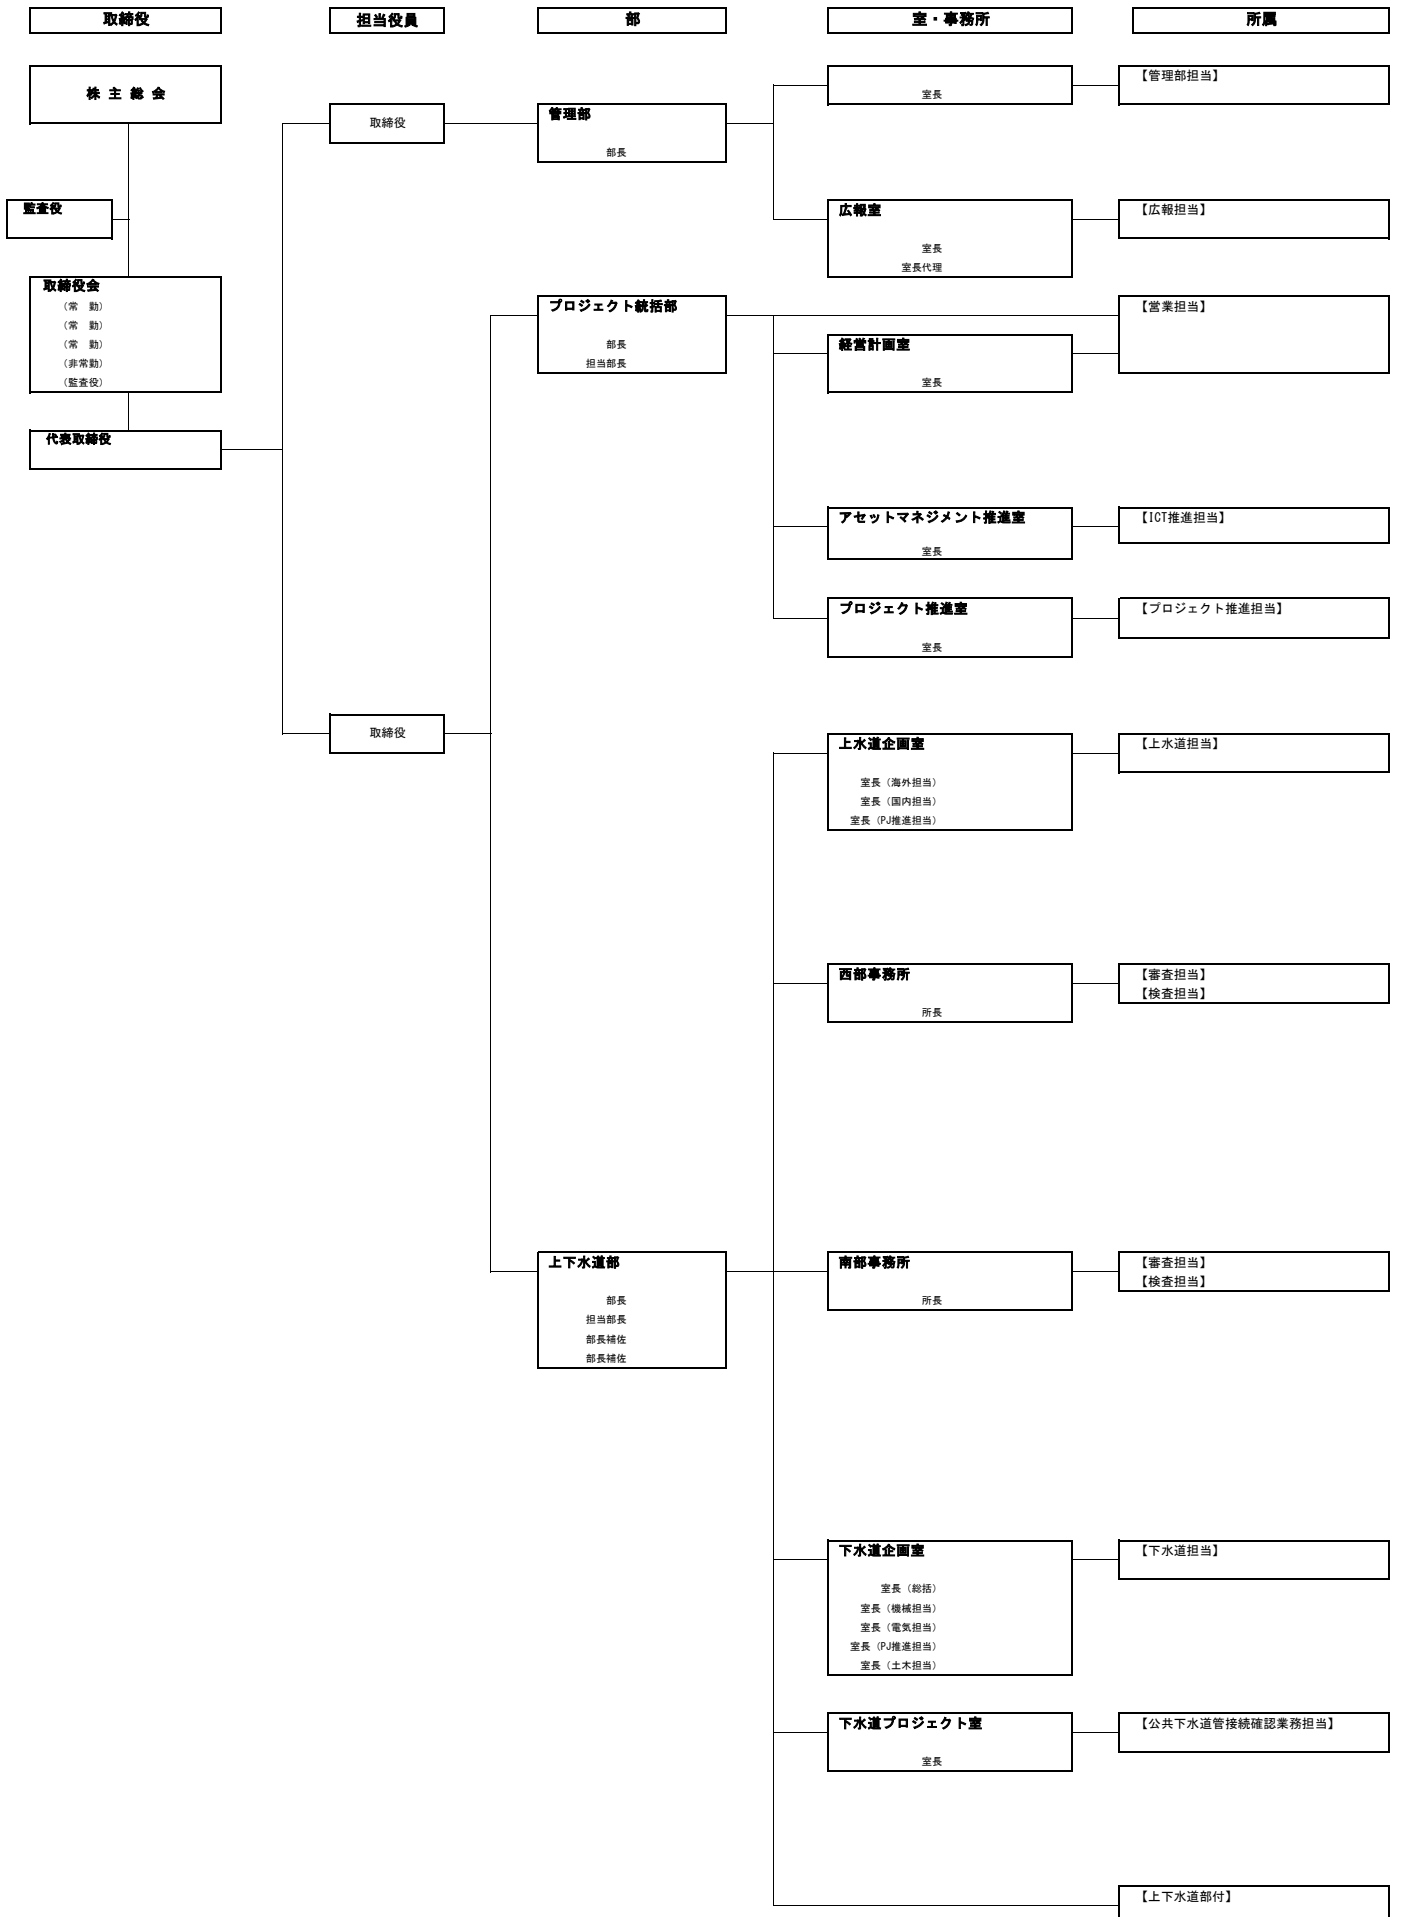 取締役
担当役員
部
室・事務所
所属
株 主 総 会
監査役
取締役会
（常　勤）
（常　勤）
（常　勤）
（非常勤）
（監査役）
代表取締役
取締役
管理部
部長
室長
【管理部担当】
広報室
室長
室長代理
【広報担当】
取締役
プロジェクト統括部
部長
担当部長
【営業担当】
経営計画室
室長
アセットマネジメント推進室
室長
【ICT推進担当】
プロジェクト推進室
室長
【プロジェクト推進担当】
上下水道部
部長
担当部長
部長補佐
部長補佐
上水道企画室
室長（海外担当）
室長（国内担当）
室長（PJ推進担当）
【上水道担当】
西部事務所
所長
【審査担当】
【検査担当】
南部事務所
所長
【審査担当】
【検査担当】
下水道企画室
室長（総括）
室長（機械担当）
室長（電気担当）
室長（PJ推進担当）
室長（土木担当）
【下水道担当】
下水道プロジェクト室
室長
【公共下水道管接続確認業務担当】
【上下水道部付】